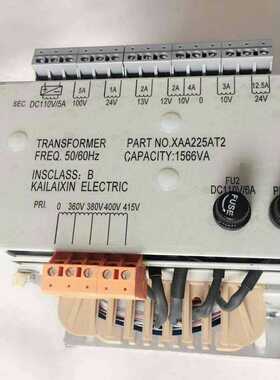 5A 1A 2A 2A 4A 3A 12.5A
SEC. DC110V/5A 100V 24V 13V 12V 10V 0 10V 24V
TRANSFORMER PART NO.XAA225AT2
FREQ. 50/60Hz CAPACITY:1566VA
INSCLASS: B
KAILAIXIN ELECTRIC
FU2
DC110V/6A
PRI. 0 360V 380V 400V 415V
FUSE